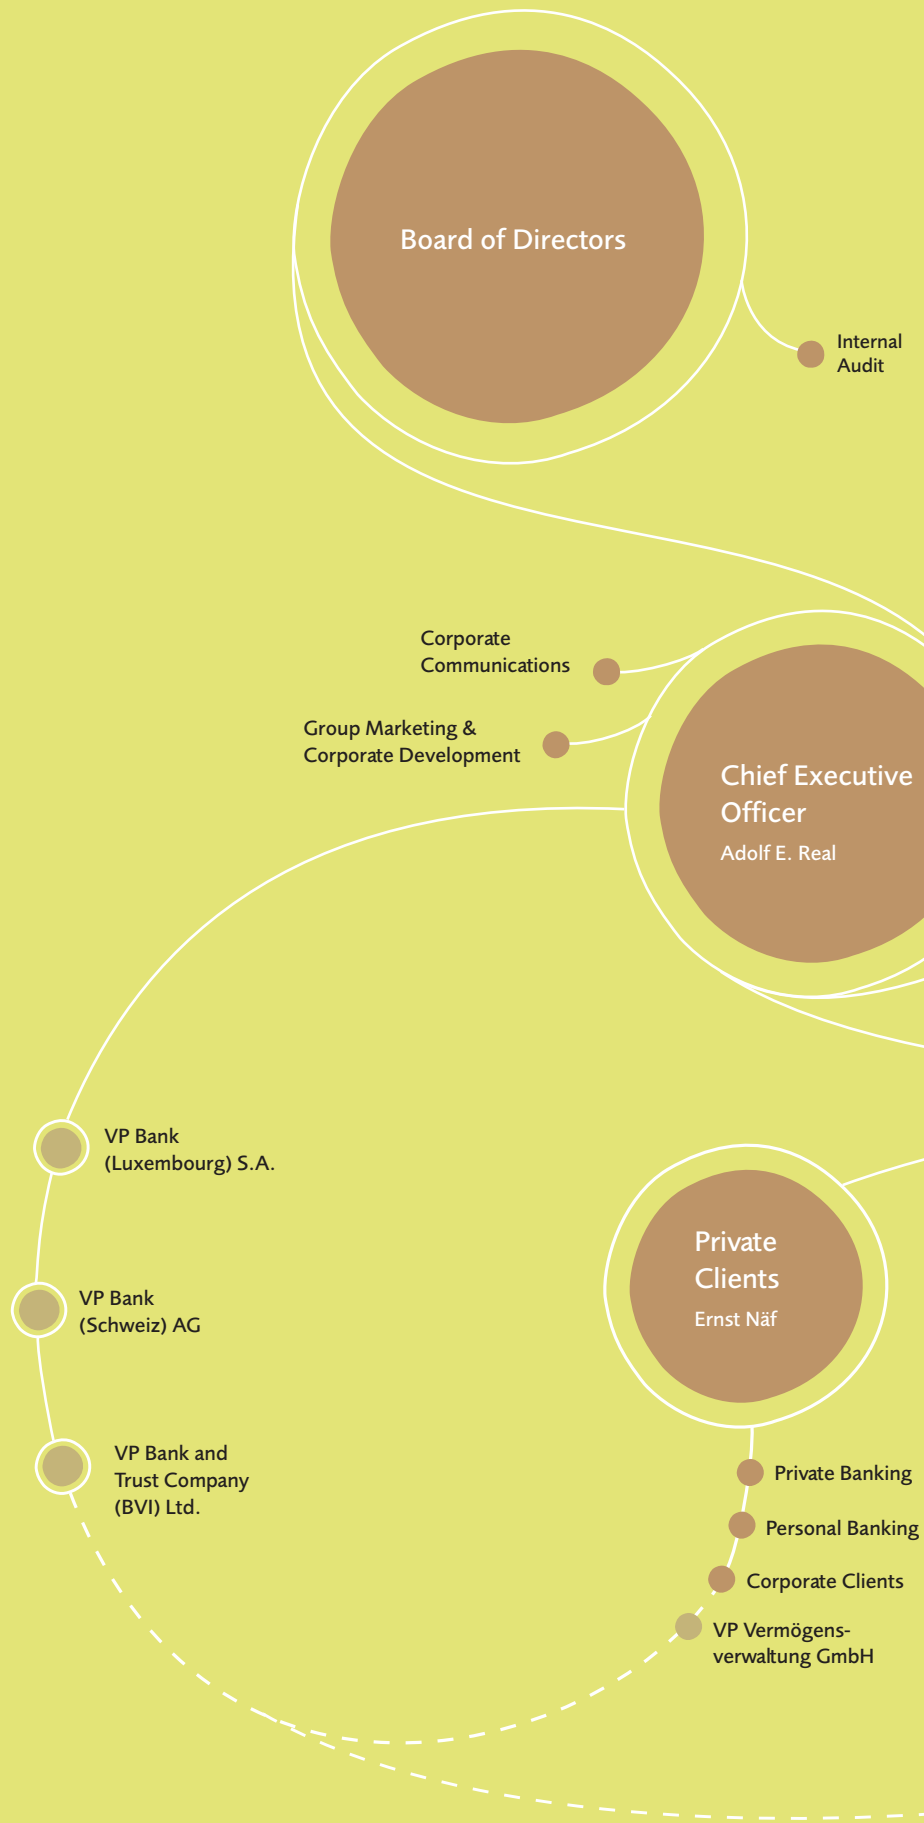 Board of Directors
Internal
Audit
Corporate
Communications
Group Marketing &
Corporate Development
Chief Executive
Officer
Adolf E. Real
VP Bank
(Luxembourg) S.A.
Private
Clients
Ernst Näf
VP Bank
(Schweiz) AG
VP Bank and
Trust Company
(BVI) Ltd.
Private Banking
Personal Banking
Corporate Clients
VP Vermögens-
verwaltung GmbH